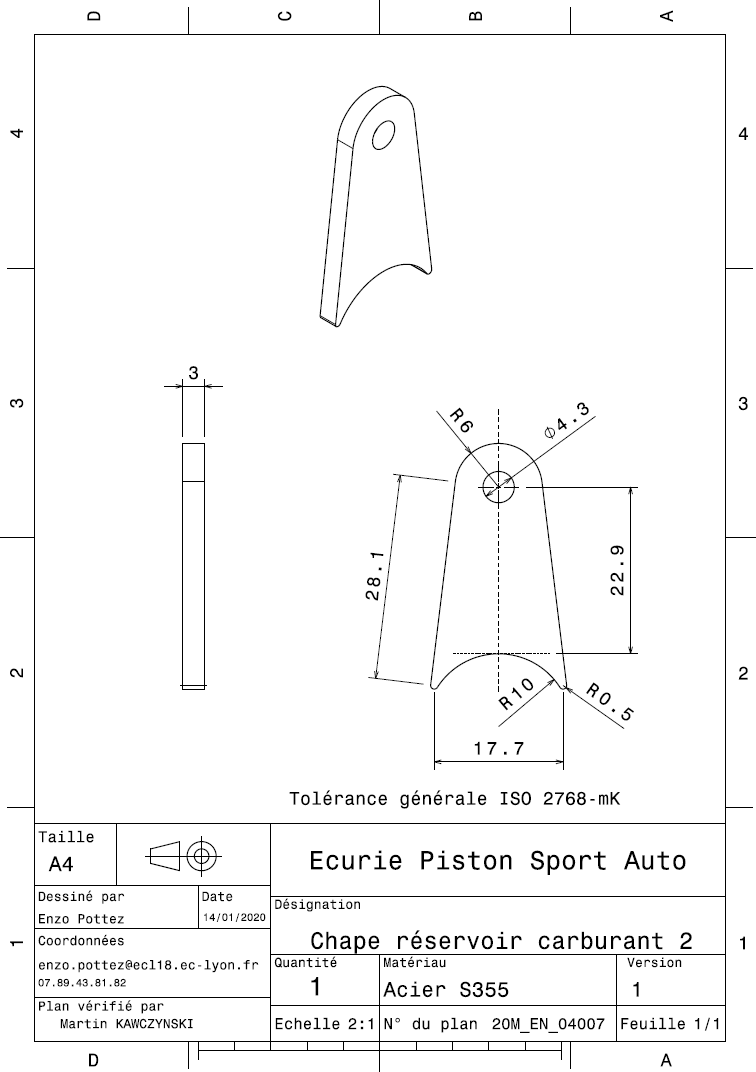 D C B A
4 4
3 3
3
R6
Ø4.3
28.1
22.9
2 2
R10
R0.5
17.7
Tolérance générale ISO 2768-mK
Taille
A4
Ecurie Piston Sport Auto
Dessiné par
Enzo Pottez
Date
14/01/2020
Désignation
Chape réservoir carburant 2
Coordonnées
enzo.pottez@ecl18.ec-lyon.fr
07.89.43.81.82
1 1
Quantité
1
Matériau
Acier S355
Version
1
Plan vérifié par
Martin KAWCZYNSKI
Echelle 2:1
N° du plan 20M_EN_04007
Feuille 1/1
D A